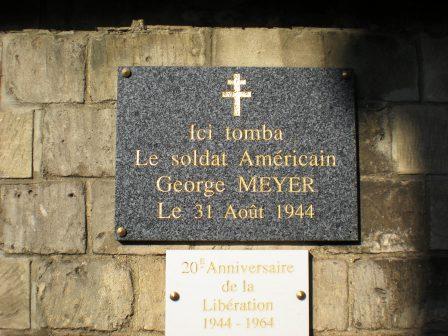 Ici tomba
Le soldat Américain
George MEYER
Le 31 Août 1944
20E Anniversaire
de la
Libération
1944 - 1964